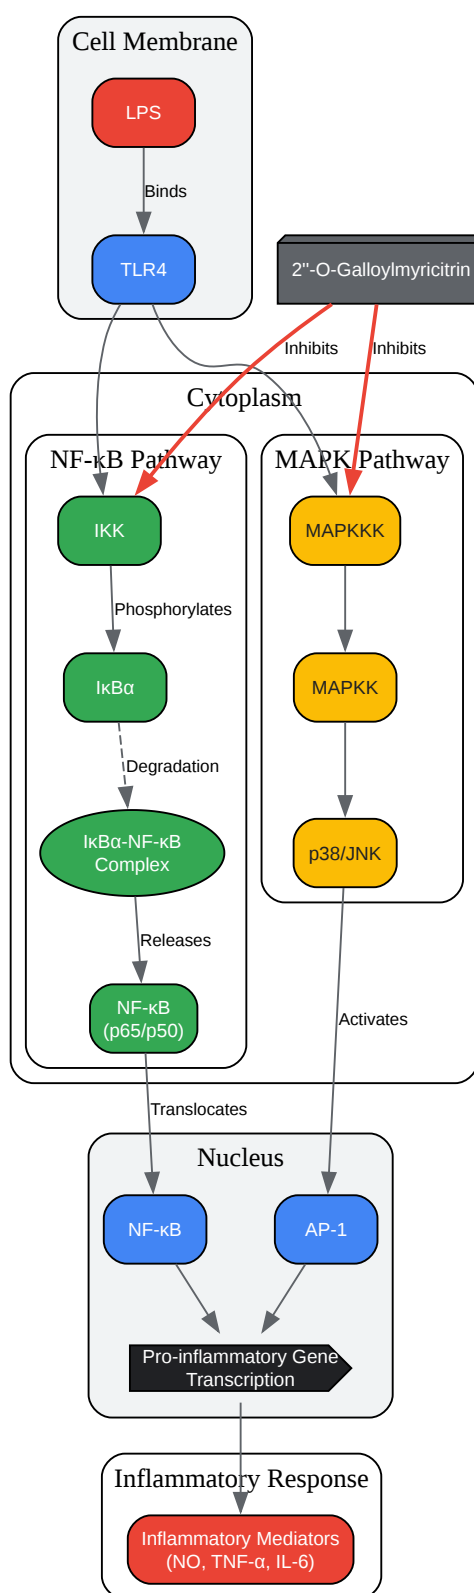 Cell Membrane
LPS
Binds
TLR4
2"-O-Galloylmyricitrin
Inhibits
Inhibits
Cytoplasm
NF-κB Pathway
MAPK Pathway
IKK
MAPKKK
Phosphorylates
IκBα
MAPKK
Degradation
IκBα-NF-κB
Complex
p38/JNK
Releases
NF-κB
(p65/p50)
Activates
Translocates
Nucleus
NF-κB
AP-1
Pro-inflammatory Gene
Transcription
Inflammatory Response
Inflammatory Mediators
(NO, TNF-α, IL-6)